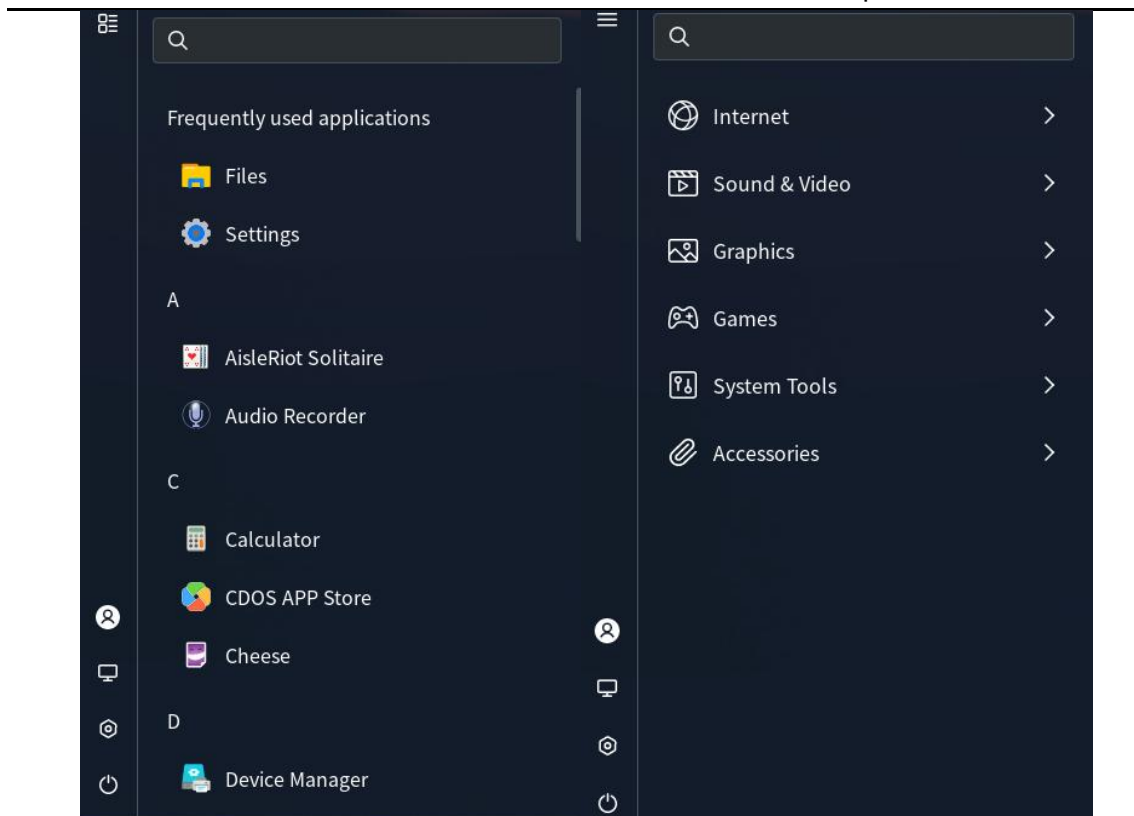 Frequently used applications
Files
Settings
A
AisleRiot Solitaire
Audio Recorder
C
Calculator
CDOS APP Store
Cheese
D
Device Manager
Internet
Sound & Video
Graphics
Games
System Tools
Accessories